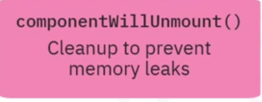 componentWillUnmount()
Cleanup to prevent
memory leaks